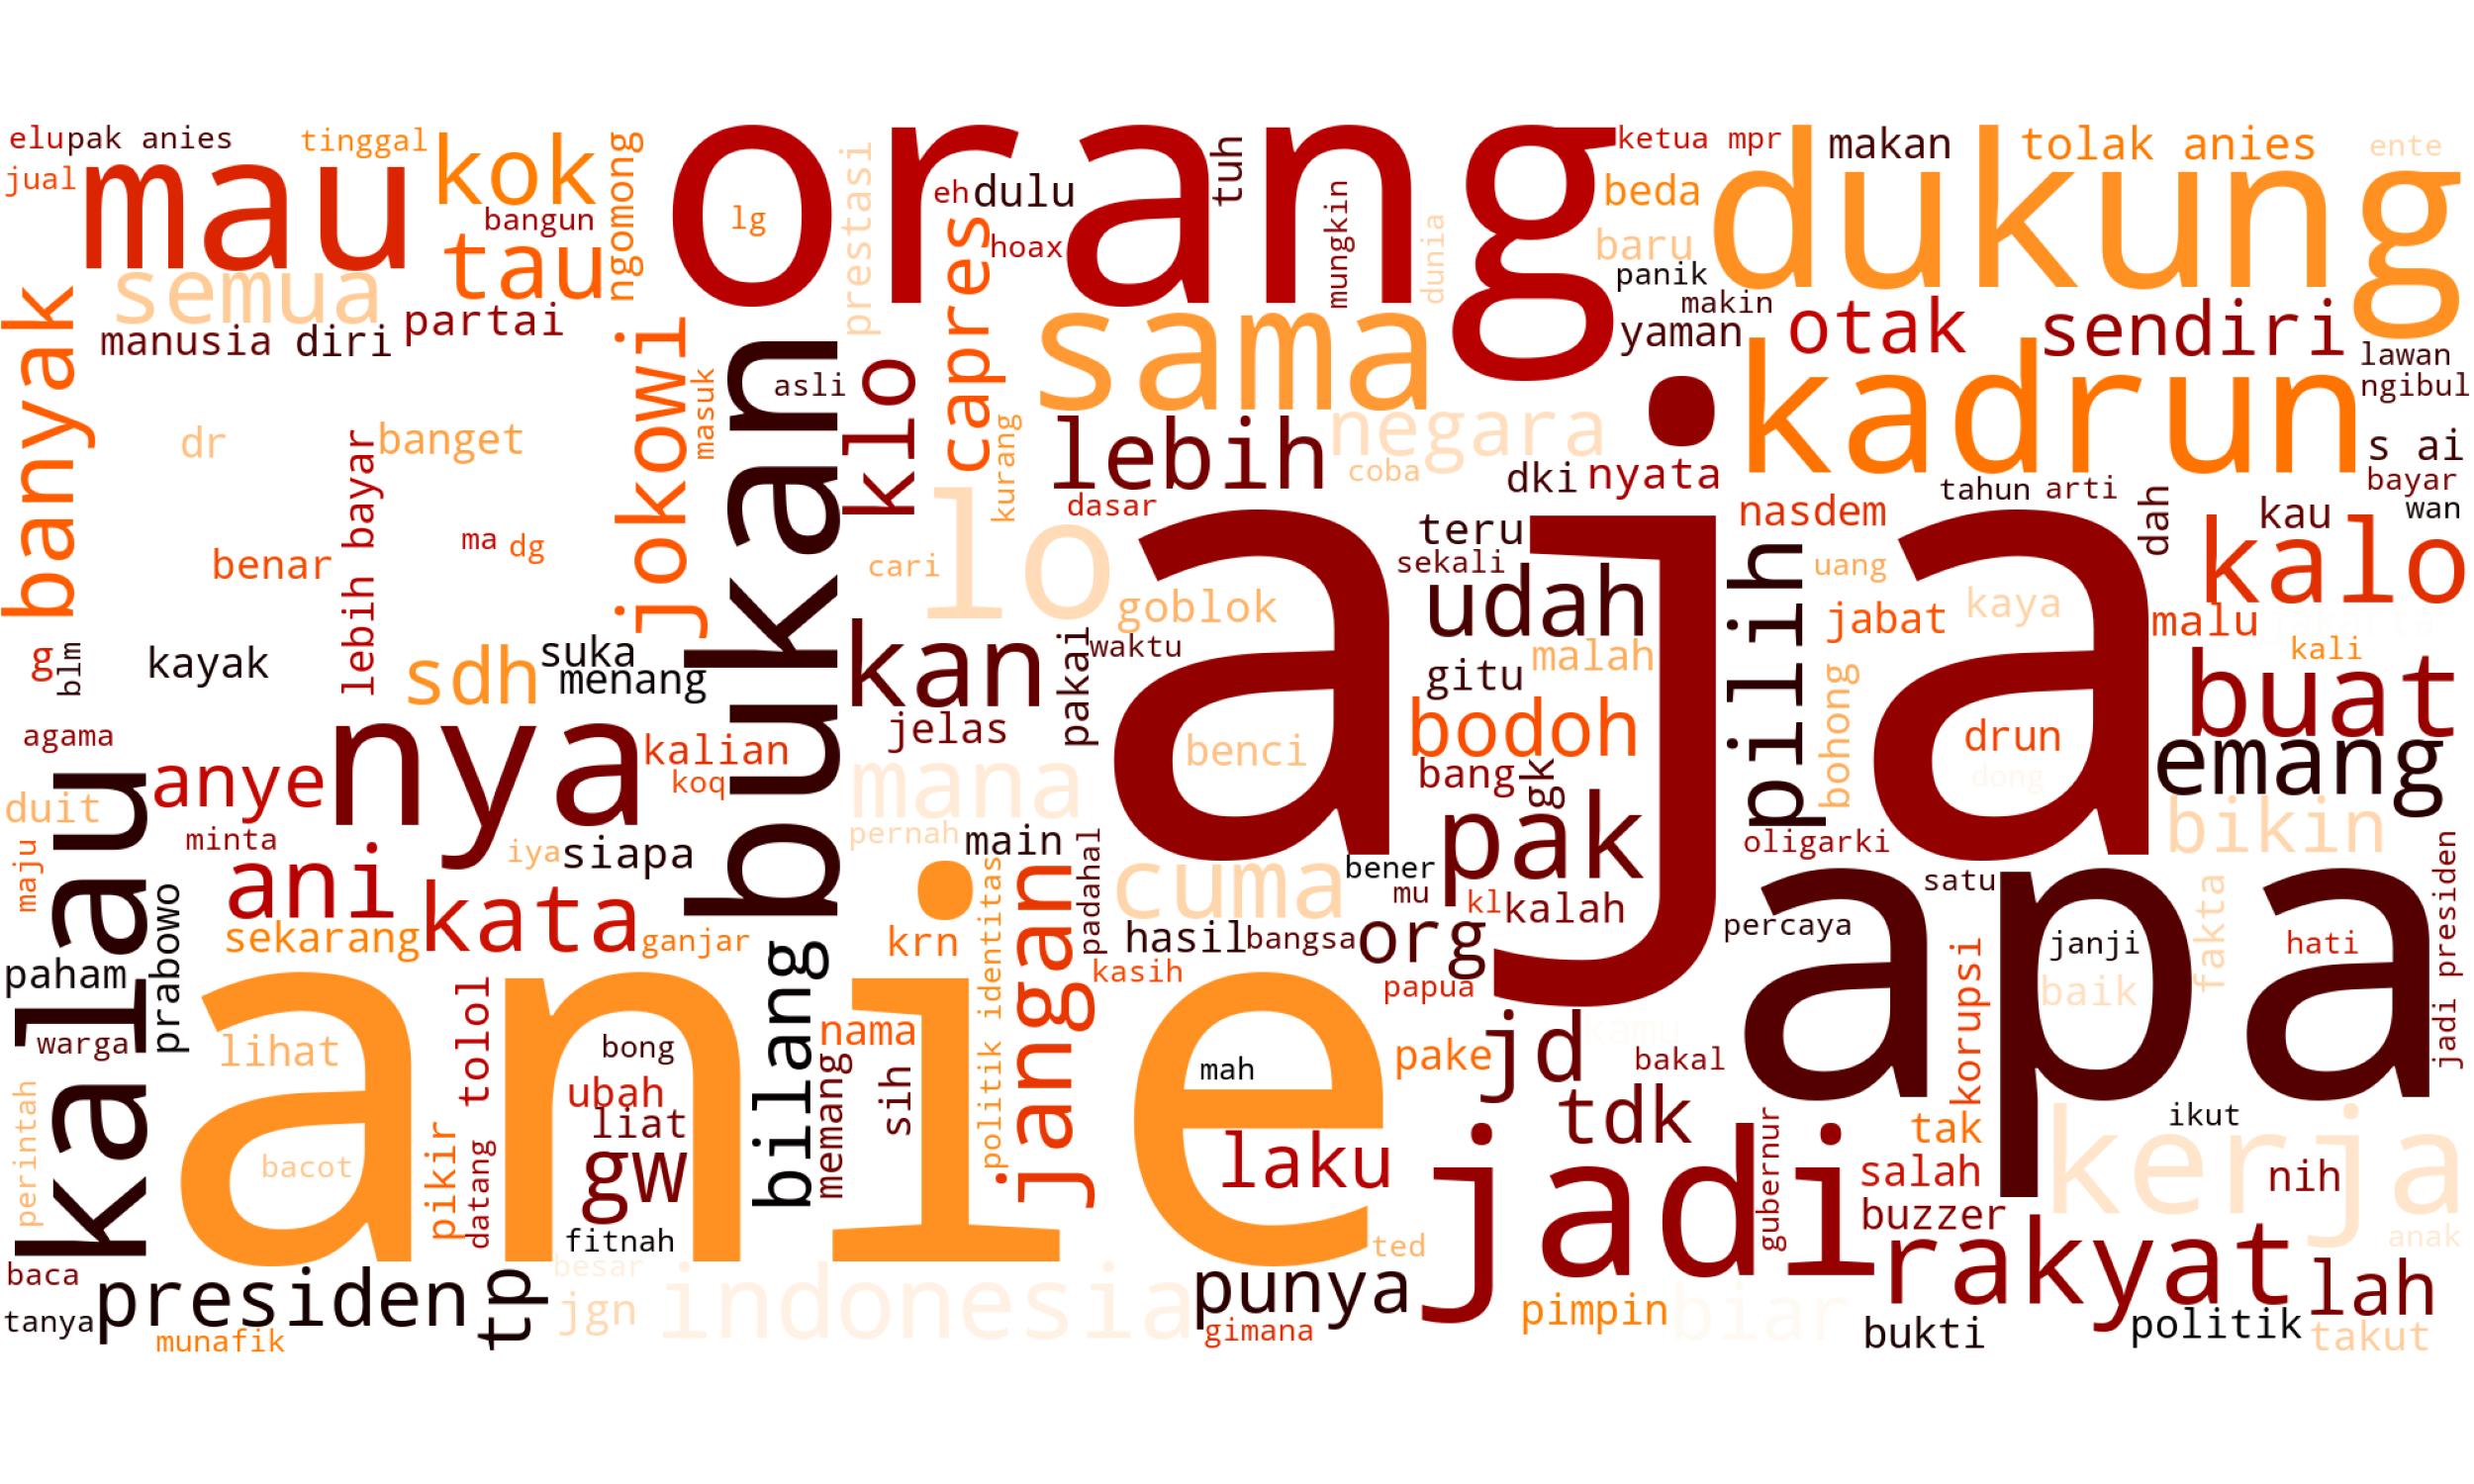 elu
pak anies
tinggal
jual
mau
kok
bangun
tau
ngomong
semua
manusia
diri
partai
banyak
orang
lg
prestasi
eh
dulu
hoax
capres
tuh
mungkin
dunia
ketua mpr
makan
tolak anies
ente
beda
baru
dukung
panik
makin
yaman
otak
sendiri
lawan
ngibul
kadrun
s ai
bayar
wan
sama
negara
coba
lebih
dasar
dki
nyata
nasdem
tahun
arti
dah
kau
kalo
dr
banget
lebih bayar
benar
ma
dg
jokowi
masuk
asli
bukan
klo
kurang
cari
lo
goblok
aja
teru
sekali
udah
malah
gitu
pilih
uang
jabat
kaya
malu
kali
buat
g
blm
kayak
sdh
suka
menang
kan
jelas
pakai
waktu
agama
anye
nya
kalian
koq
mana
benci
bodoh
bang
gk
bohong
drun
dong
emang
duit
minta
kalau
maju
ani
kata
iya
siapa
pernah
main
padahal
cuma
bener
mu
pak
kl
kalah
oligarki
bikin
satu
apa
percaya
janji
baik
fakta
hati
jadi presiden
sekarang
ganjar
bilang
krn
politik identitas
jangan
hasil
bangsa
org
kasih
papua
korupsi
paham
prabowo
warga
anie
lihat
tolol
bong
nama
memang
sih
mah
pake
jd
bakal
perintah
bacot
pikir
datang
ubah
liat
gw
fitnah
laku
tdk
jadi
gubernur
tak
salah
buzzer
ikut
kerja
nih
anak
rakyat
lah
baca
tanya
presiden
munafik
tp
besar
jgn
indonesia
ted
punya
gimana
pimpin
biar
bukti
politik
takut